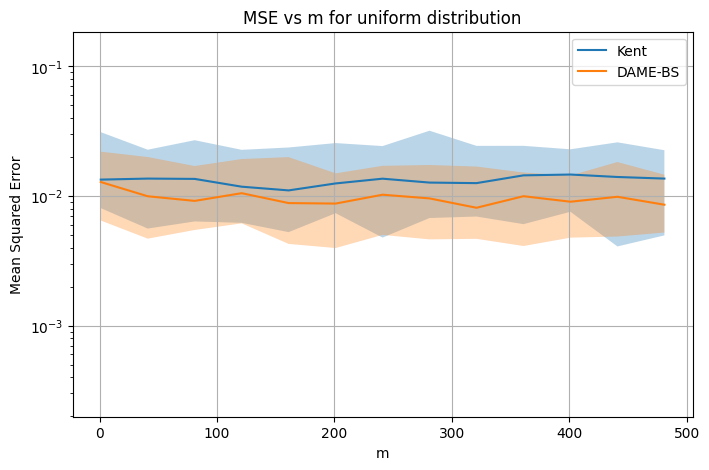 MSE vs m for uniform distribution
Kent
DAME-BS
Mean Squared Error
10⁻¹
10⁻²
10⁻³
0 100 200 300 400 500
m